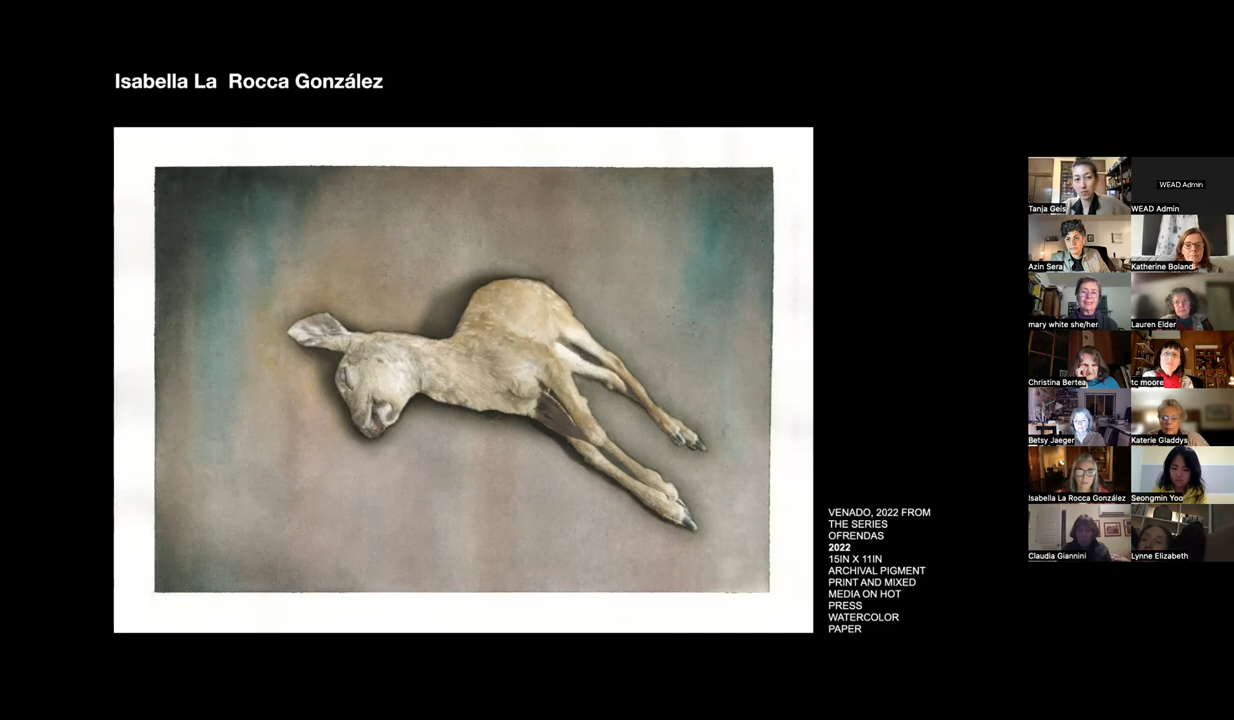 Isabella La  Rocca González
VENADO, 2022 FROM
THE SERIES
OFRENDAS
2022
15IN X 11IN
ARCHIVAL PIGMENT
PRINT AND MIXED
MEDIA ON HOT
PRESS
WATERCOLOR
PAPER
Tanja Geis
WEAD Admin
WEAD Admin
Azin Sera
Katherine Boland
mary white she/her
Lauren Elder
Christina Bertea
tc moore
Betsy Jaeger
Katerie Gladdys
Isabella La Rocca González
Seongmin Yoo
Claudia Giannini
Lynne Elizabeth